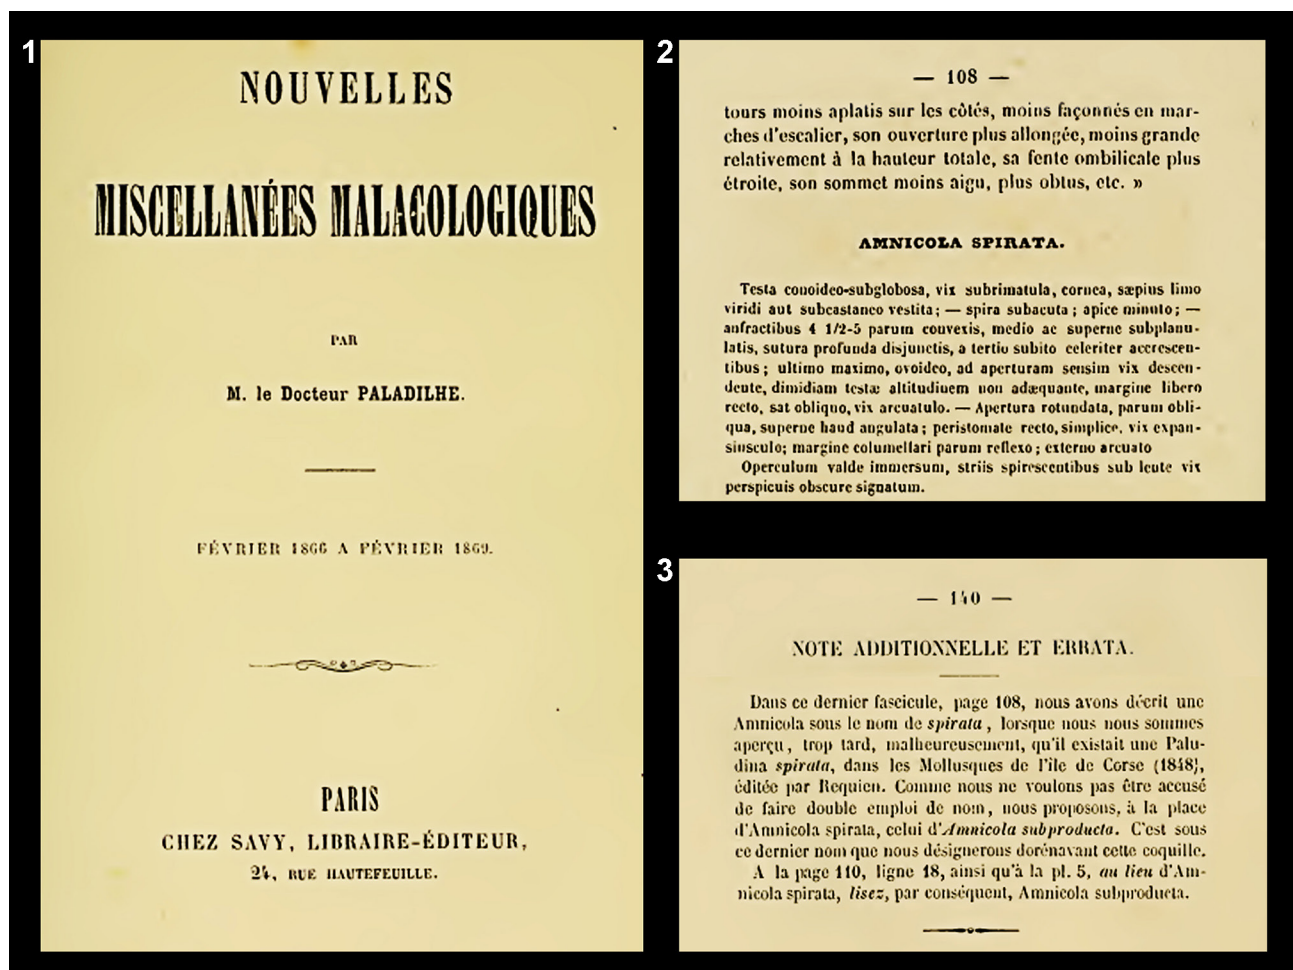 1
NOUVELLES
MISCELLANÉES MALACOLOGIQUES
PAR
M. le Docteur PALADILHE.
FÉVRIER 1866 A FÉVRIER 1869.
PARIS
CHEZ SAVY, LIBRAIRE-ÉDITEUR,
24, RUE HAUTEFEUILLE.
2
— 108 —
tours moins aplatis sur les côtés, moins façonnés en mar-
ches d'escalier, son ouverture plus allongée, moins grande
relativement à la hauteur totale, sa fente ombilicale plus
étroite, son sommet moins aigu, plus obtus, etc. »
AMNICOLA SPIRATA.
Testa conoideo-subglobosa, vix subrimatula, cornea, sæpius limo
viridi aut subcastaneo vestita; — spira subacuta; apice minuto; —
anfractibus 4 1/2-5 parum convexis, medio ac superne subplanu-
latis, sutura profunda disjunctis, a tertio subito celeriter accrescen-
tibus; ultimo maximo, ovoideo, ad aperturam sensim vix descen-
dente, dimidiam testæ altitudinem non adæquante, margine libero
recto, sat obliquo, vix arcuatulo. — Apertura rotundata, parum obli-
qua, superne haud angulata; peristomate recto, simplice, vix expan-
siusculo; margine columellari parum reflexo; externo arcuato
Operculum valde immersum, striis spirescentibus sub lente vix
perspicuis obscure signatum.
3
— 140 —
NOTE ADDITIONNELLE ET ERRATA.
Dans ce dernier fascicule, page 108, nous avons décrit une
Amnicola sous le nom de spirata, lorsque nous nous sommes
aperçu, trop tard, malheureusement, qu'il existait une Palu-
dina spirata, dans les Mollusques de l'île de Corse (1848),
éditée par Requien. Comme nous ne voulons pas être accusé
de faire double emploi de nom, nous proposons, à la place
d'Amnicola spirata, celui d'Amnicola subproducta. C'est sous
ce dernier nom que nous désignerons dorénavant cette coquille.
A la page 110, ligne 18, ainsi qu'à la pl. 5, au lieu d'Am-
nicola spirata, lisez, par conséquent, Amnicola subproducta.